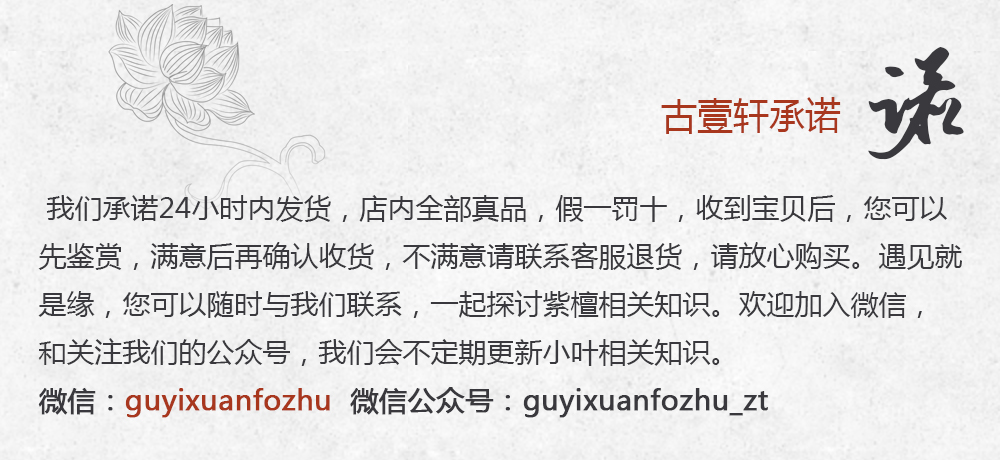 古壹轩承诺 诺
我们承诺24小时内发货，店内全部真品，假一罚十，收到宝贝后，您可以
先鉴赏，满意后再确认收货，不满意请联系客服退货，请放心购买。遇见就
是缘，您可以随时与我们联系，一起探讨紫檀相关知识。欢迎加入微信，
和关注我们的公众号，我们会不定期更新小叶相关知识。
微信：guyixuanfozhu 微信公众号：guyixuanfozhu_zt